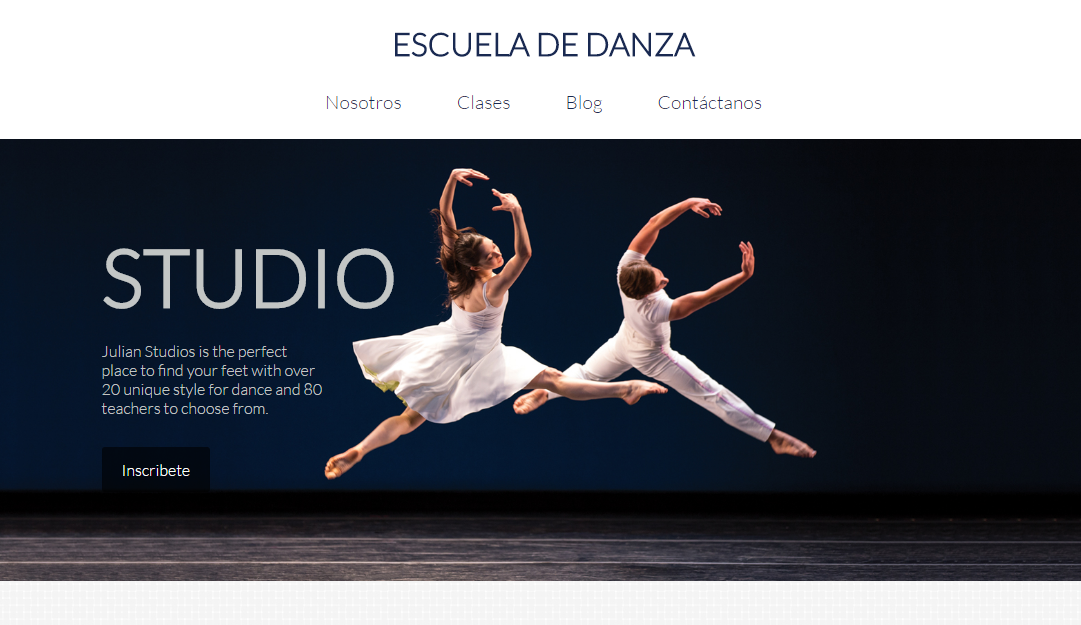 ESCUELA DE DANZA
Nosotros Clases Blog Contáctanos
STUDIO
Julian Studios is the perfect
place to find your feet with over
20 unique style for dance and 80
teachers to choose from.
Inscribete